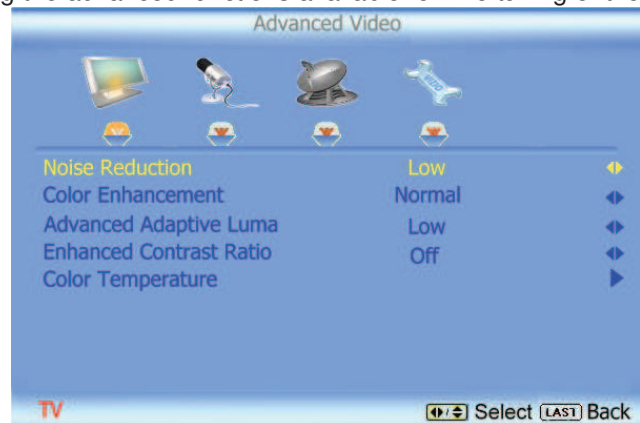 Advanced Video
Noise Reduction Low
Color Enhancement Normal
Advanced Adaptive Luma Low
Enhanced Contrast Ratio Off
Color Temperature
TV Select LAST Back